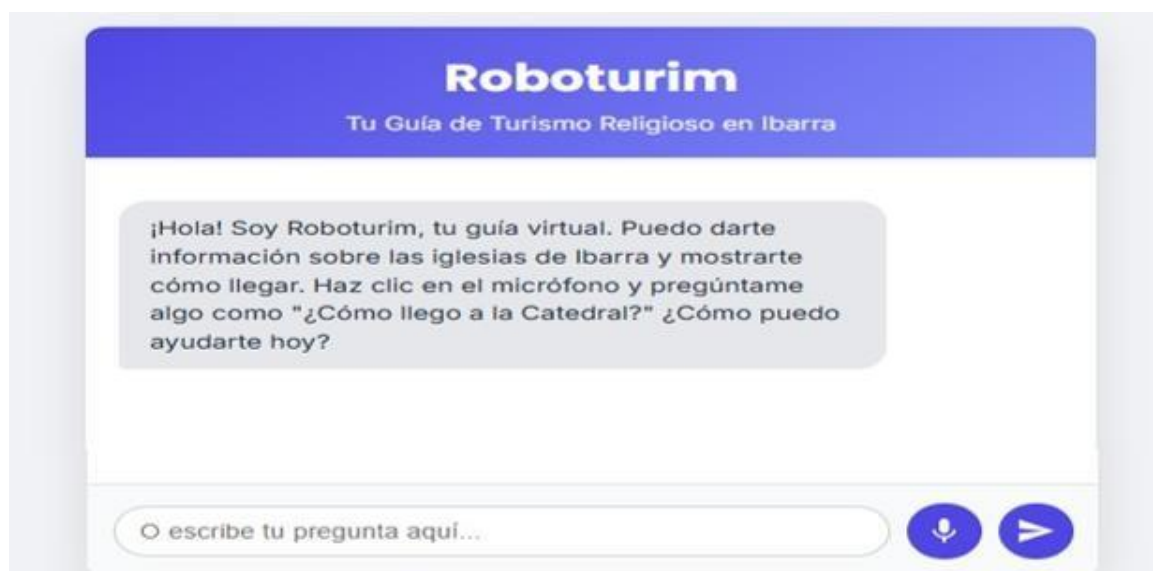 Roboturim
Tu Guía de Turismo Religioso en Ibarra
¡Hola! Soy Roboturim, tu guía virtual. Puedo darte
información sobre las iglesias de Ibarra y mostrarte
cómo llegar. Haz clic en el micrófono y pregúntame
algo como "¿Cómo llego a la Catedral?" ¿Cómo puedo
ayudarte hoy?
O escribe tu pregunta aquí...